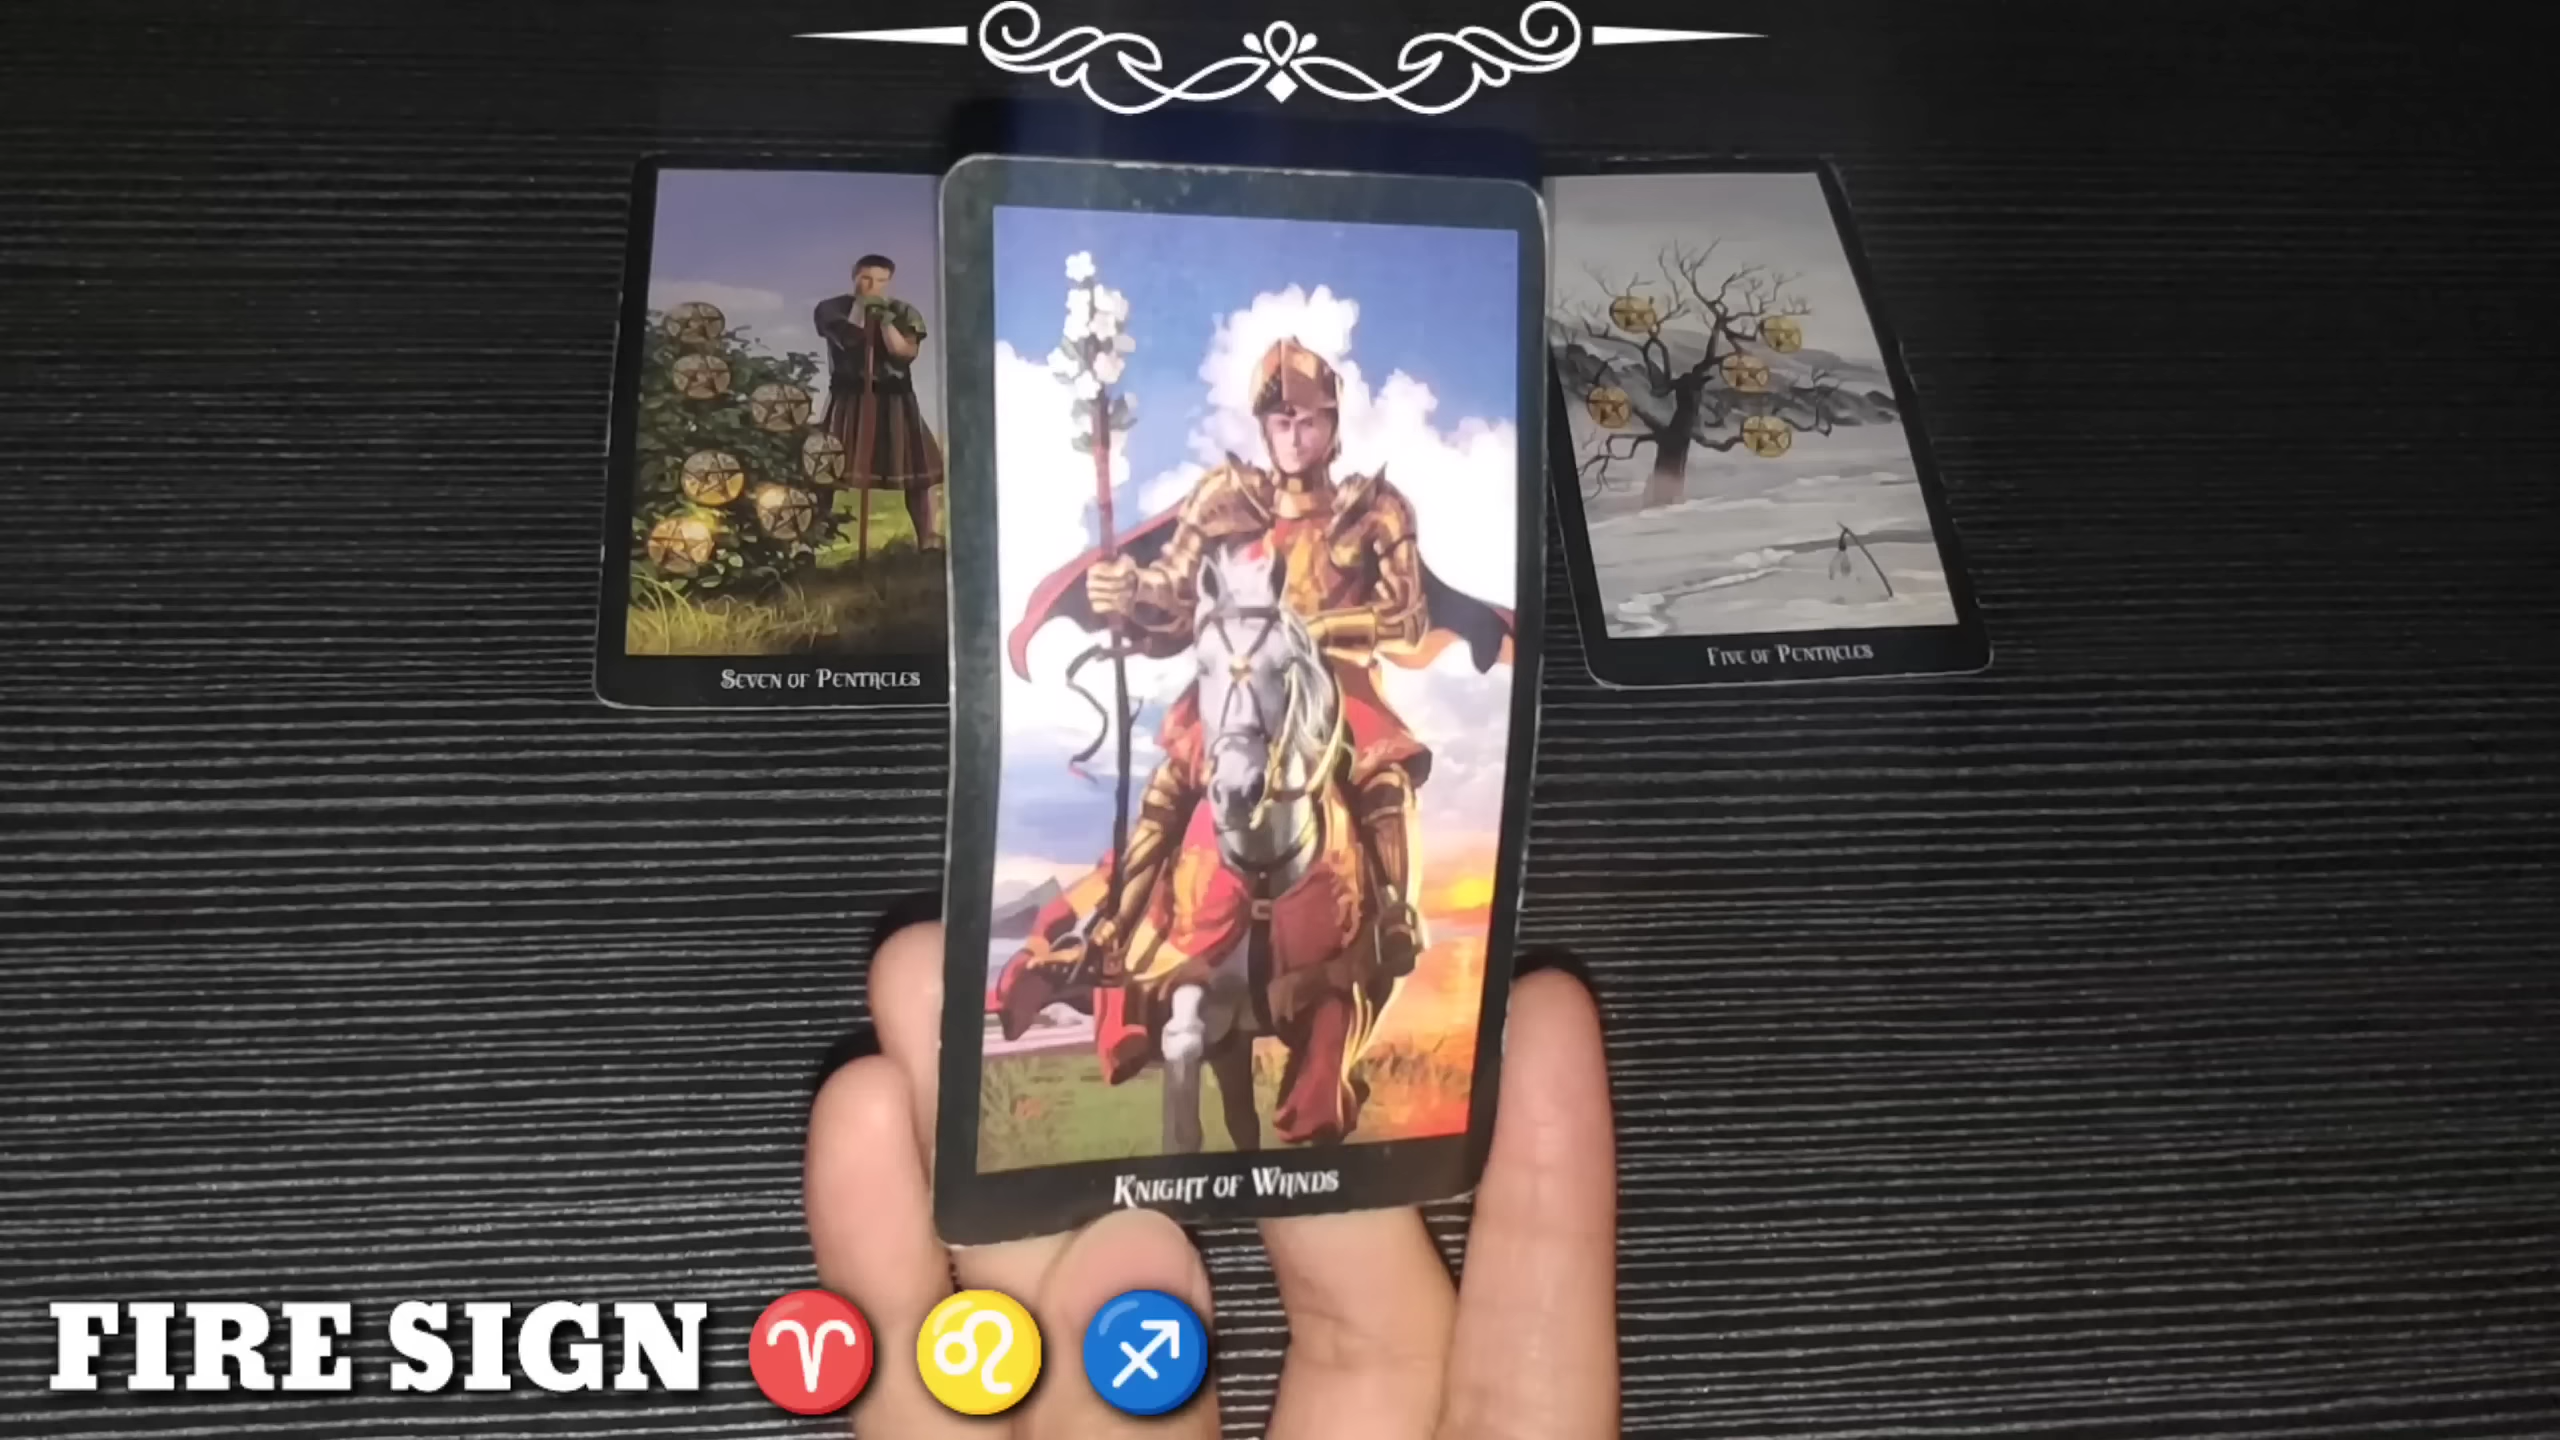 SEVEN OF PENTACLES
KNIGHT OF WANDS
FIVE OF PENTACLES
FIRE SIGN ♈ ♌ ♐